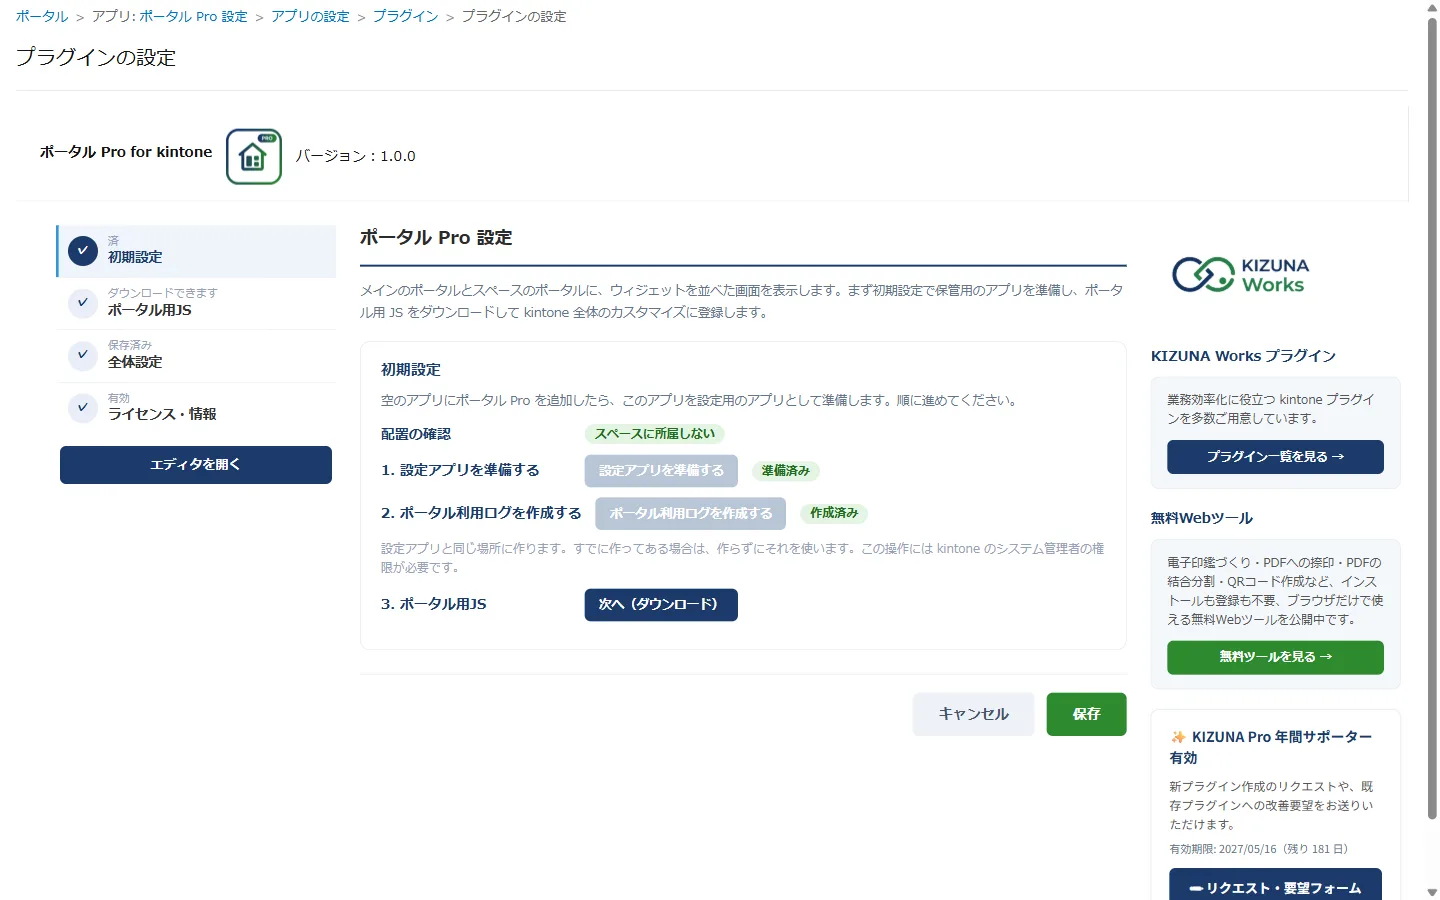 ポータル > アプリ: ポータル Pro 設定 > アプリの設定 > プラグイン > プラグインの設定
プラグインの設定
ポータル Pro for kintone
PRO
バージョン：1.0.0
済
初期設定
ダウンロードできます
ポータル用JS
保存済み
全体設定
有効
ライセンス・情報
エディタを開く
ポータル Pro 設定
メインのポータルとスペースのポータルに、ウィジェットを並べた画面を表示します。まず初期設定で保管用のアプリを準備し、ポータ
ル用 JS をダウンロードして kintone 全体のカスタマイズに登録します。
初期設定
空のアプリにポータル Pro を追加したら、このアプリを設定用のアプリとして準備します。順に進めてください。
配置の確認
スペースに所属しない
1. 設定アプリを準備する
設定アプリを準備する
準備済み
2. ポータル利用ログを作成する
ポータル利用ログを作成する
作成済み
設定アプリと同じ場所に作ります。すでに作ってある場合は、作らずにそれを使います。この操作には kintone のシステム管理者の権
限が必要です。
3. ポータル用JS
次へ（ダウンロード）
キャンセル
保存
KIZUNA
Works
KIZUNA Works プラグイン
業務効率化に役立つ kintone プラグイ
ンを多数ご用意しています。
プラグイン一覧を見る →
無料Webツール
電子印鑑づくり・PDFへの捺印・PDFの
結合分割・QRコード作成など、インス
トールも登録も不要、ブラウザだけで使
える無料Webツールを公開中です。
無料ツールを見る →
✨ KIZUNA Pro 年間サポーター
有効
新プラグイン作成のリクエストや、既
存プラグインへの改善要望をお送りい
ただけます。
有効期限: 2027/05/16（残り 181 日）
リクエスト・要望フォーム